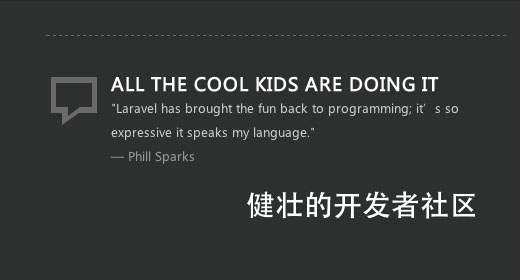 ALL THE COOL KIDS ARE DOING IT
"Laravel has brought the fun back to programming; it’s so
expressive it speaks my language."
— Phill Sparks
健壮的开发者社区